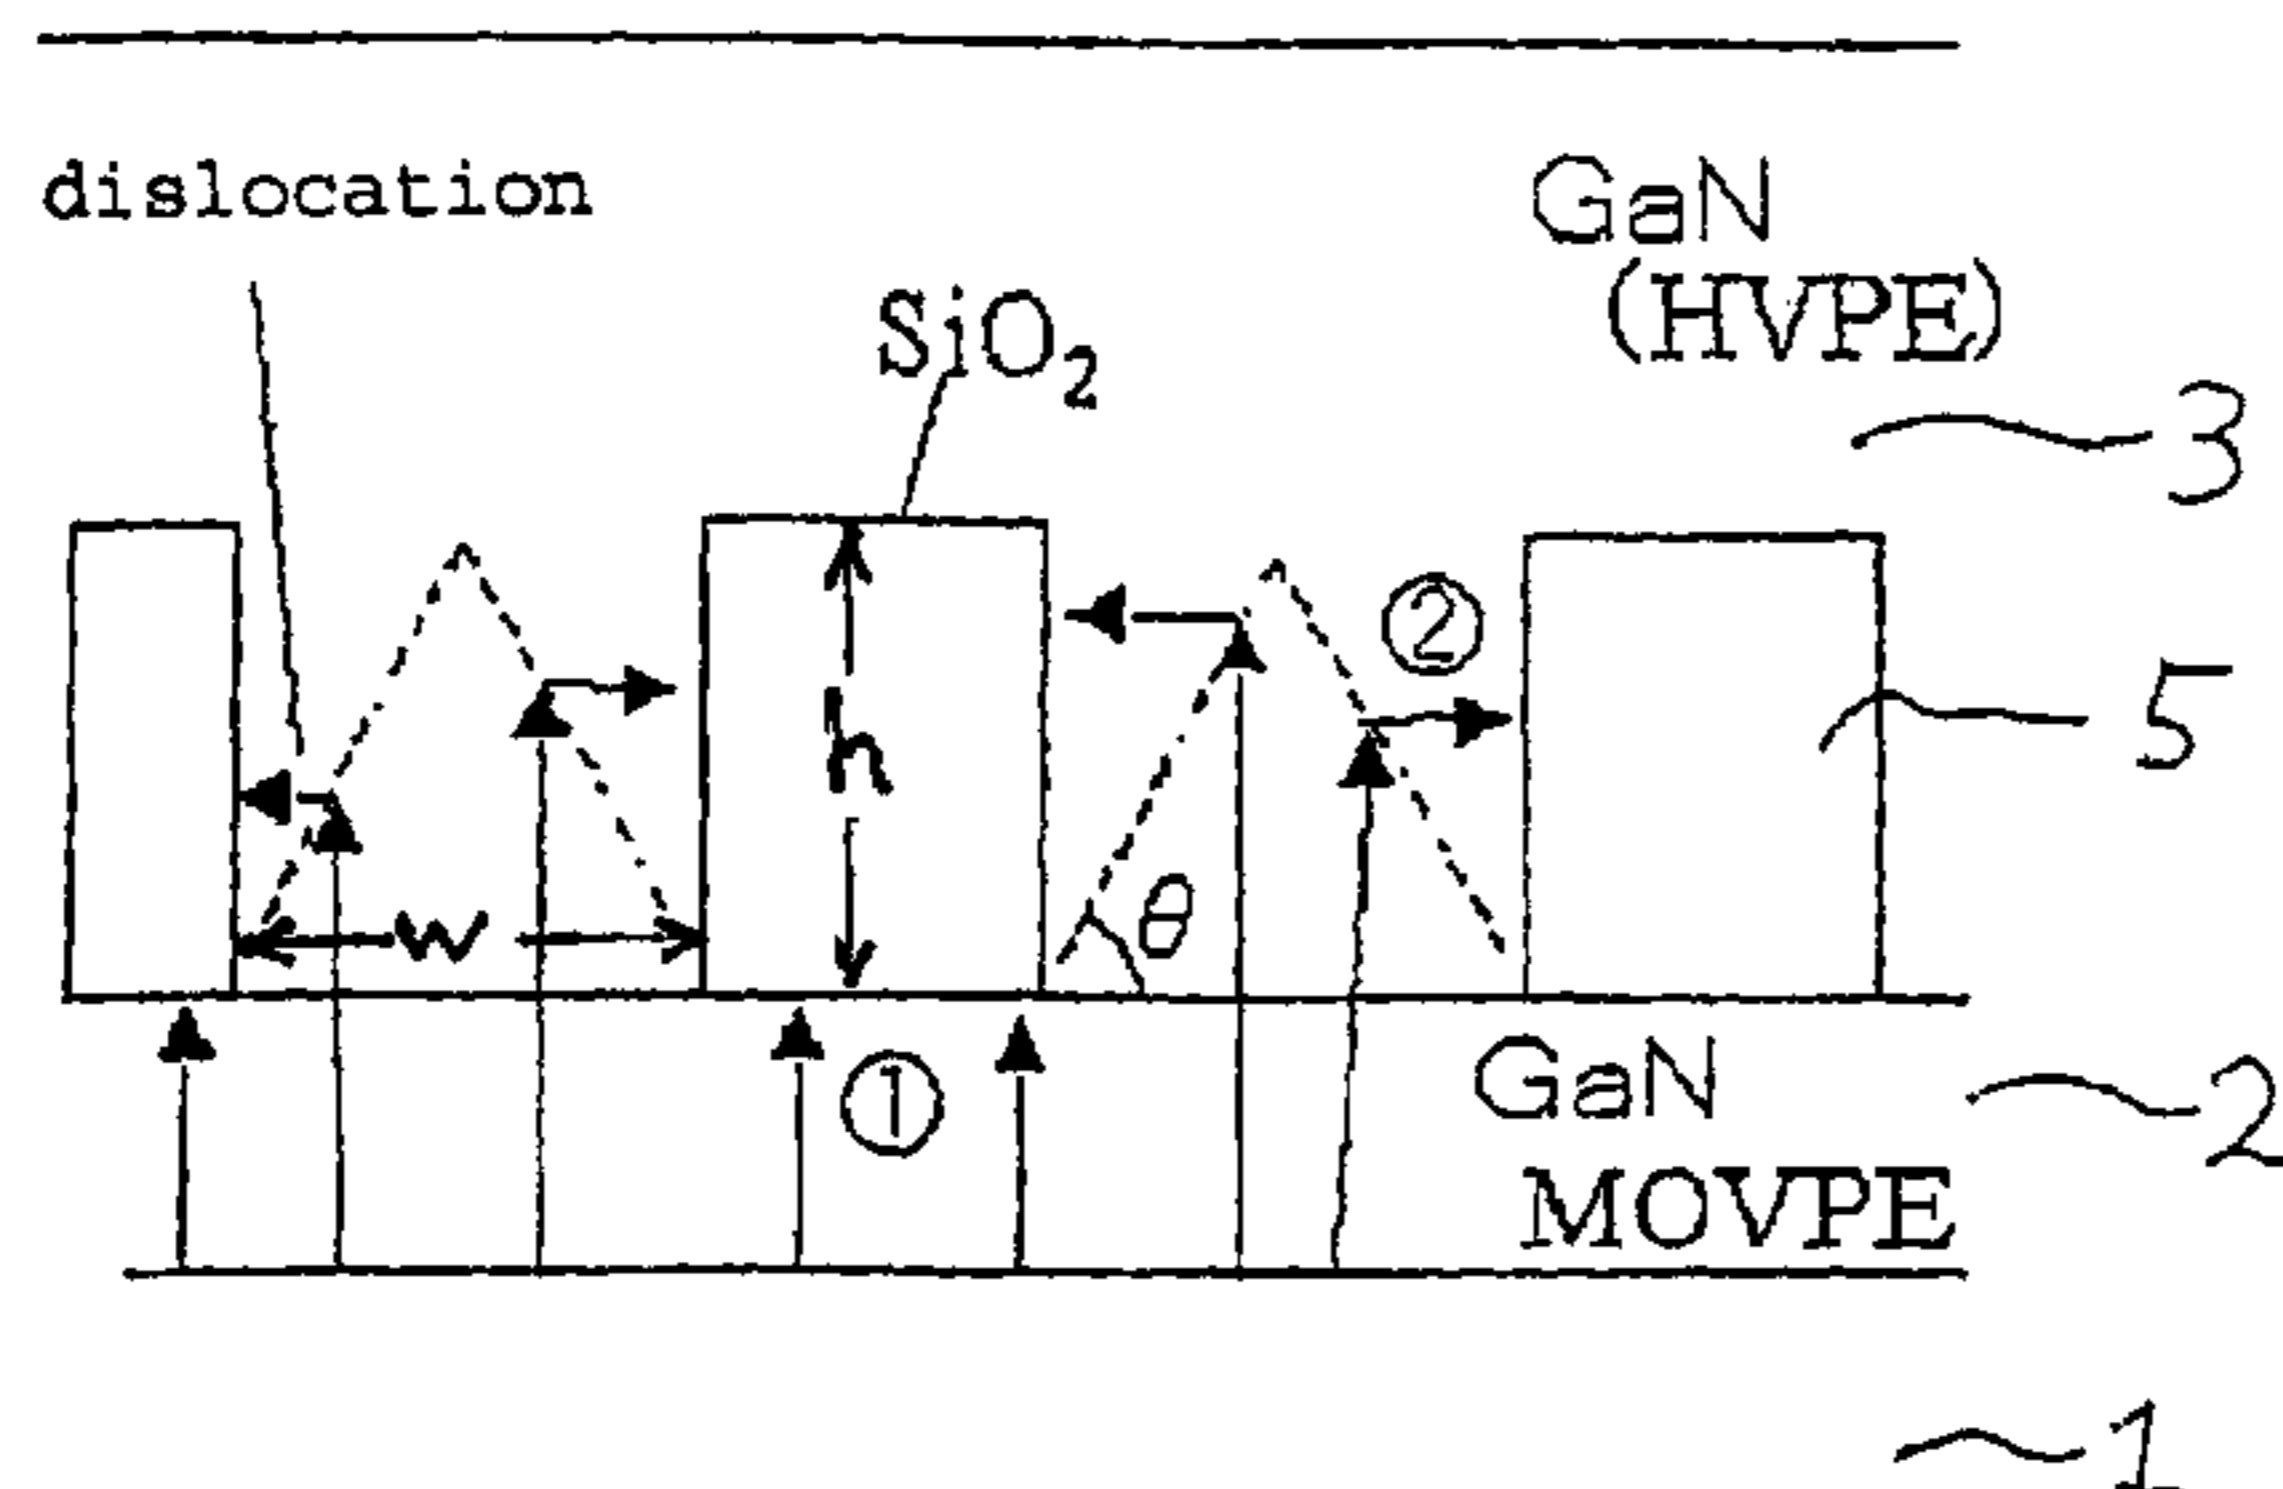 dislocation
GaN
(HVPE)
SiO₂
3
②
h
5
θ
w
GaN
①
2
MOVPE
1